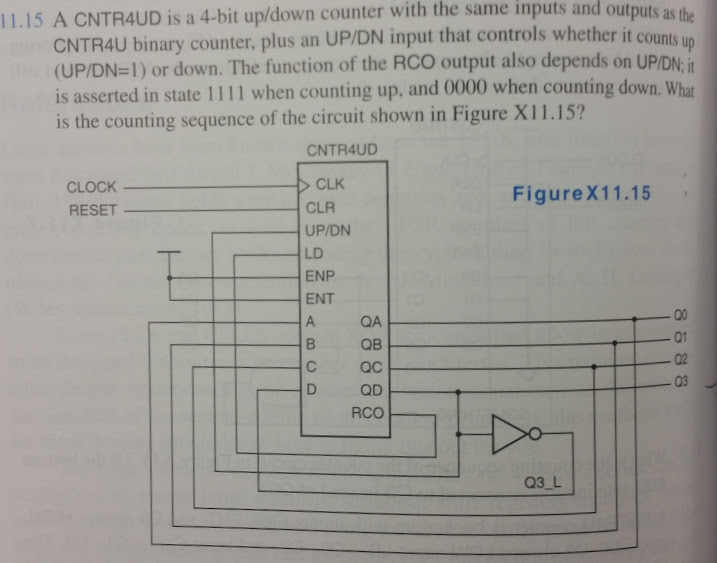 11.15 A CNTR4UD is a 4-bit up/down counter with the same inputs and outputs as the
CNTR4U binary counter, plus an UP/DN input that controls whether it counts up
(UP/DN=1) or down. The function of the RCO output also depends on UP/DN; it
is asserted in state 1111 when counting up, and 0000 when counting down. What
is the counting sequence of the circuit shown in Figure X11.15?
CNTR4UD
CLOCK
CLK
Figure X11.15
RESET
CLR
UP/DN
LD
ENP
ENT
A
QA
Q0
B
QB
Q1
C
QC
Q2
D
QD
Q3
RCO
Q3_L